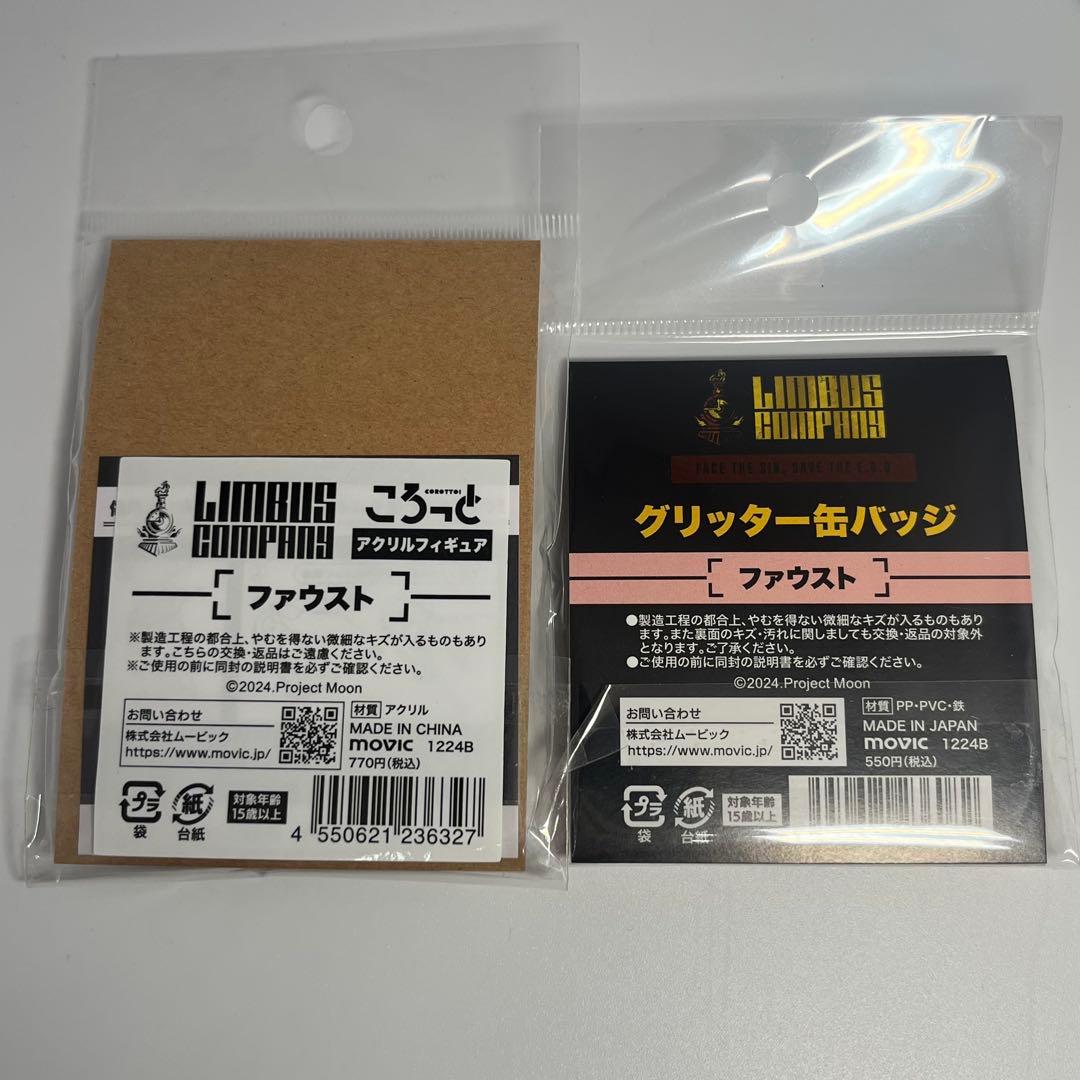 LIMBUS
COMPANY
COROTTO!
ころっと
アクリルフィギュア
ファウスト
※製造工程の都合上、やむを得ない微細なキズが入るものもあり
ます。こちらの交換・返品はご遠慮ください。
※ご使用の前に同封の説明書を必ずご確認ください。
©2024.Project Moon
お問い合わせ
株式会社ムービック
https://www.movic.jp/
材質 アクリル
MADE IN CHINA
movic 1224B
770円(税込)
プラ
袋
紙
台紙
対象年齢
15歳以上
4 550621 236327
LIMBUS
COMPANY
FACE THE SIN, SAVE THE E.G.O
グリッター缶バッジ
ファウスト
●製造工程の都合上、やむを得ない微細なキズが入るものもあり
ます。また裏面のキズ・汚れに関しましても交換・返品の対象外
となります。ご了承ください。
●ご使用の前に同封の説明書を必ずご確認ください。
©2024.Project Moon
お問い合わせ
株式会社ムービック
https://www.movic.jp/
材質 PP・PVC・鉄
MADE IN JAPAN
movic 1224B
550円(税込)
プラ
袋
紙
台紙
対象年齢
15歳以上